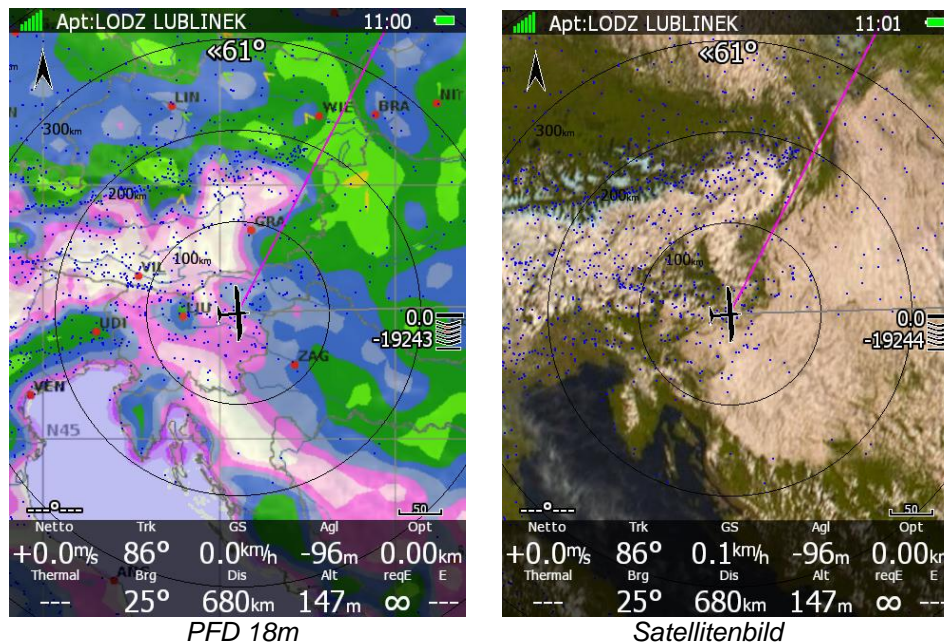 Apt:LODZ LUBLINEK 11:00
<61°
LIN
WIE
BRA
NIT
300km
200km
GRA
100km
VIL
LJU
UDI
0.0
-19243
ZAG
VEN
N45
---°---
50
Netto Trk GS Agl Opt
+0.0m/s 86° 0.0km/h -96m 0.00km
Thermal Brg Dis Alt reqE E
--- 25° 680km 147m ∞ ---
PFD 18m
Apt:LODZ LUBLINEK 11:01
<61°
300km
200km
100km
0.0
-19244
---°---
50
Netto Trk GS Agl Opt
+0.0m/s 86° 0.1km/h -96m 0.00km
Thermal Brg Dis Alt reqE E
--- 25° 680km 147m ∞ ---
Satellitenbild